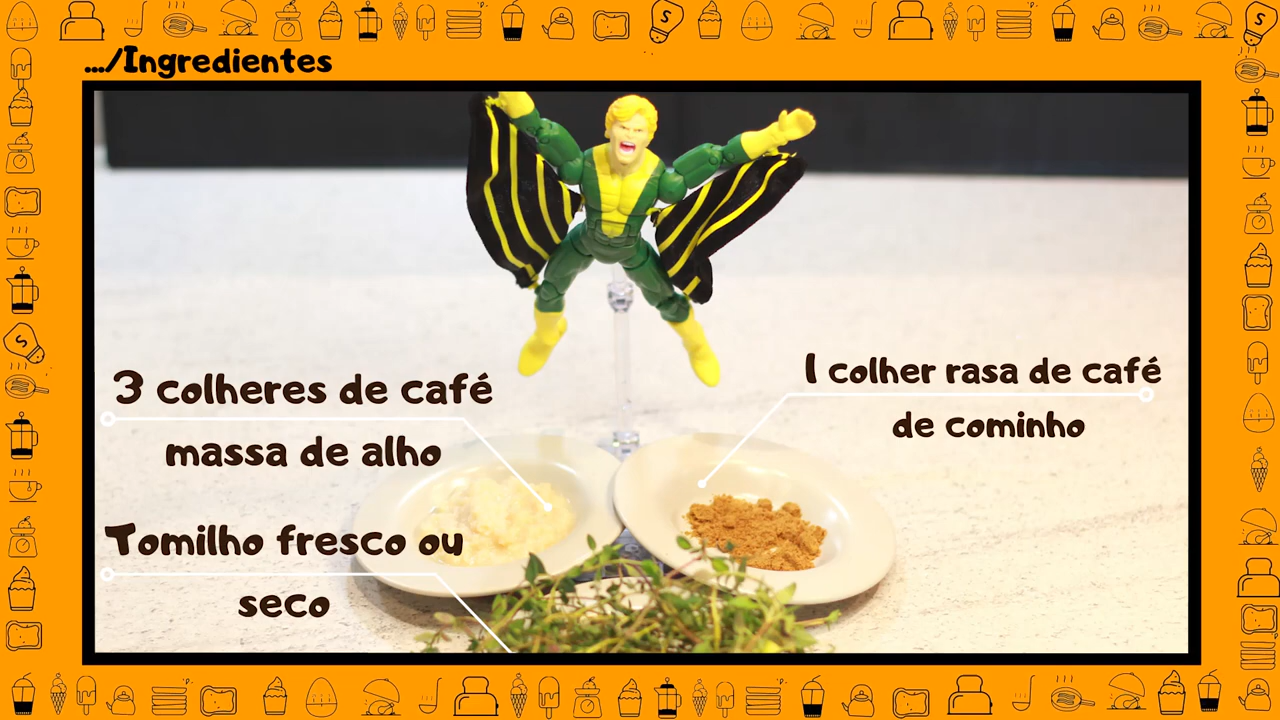 .../Ingredientes
3 colheres de café
massa de alho
1 colher rasa de café
de cominho
Tomilho fresco ou
seco